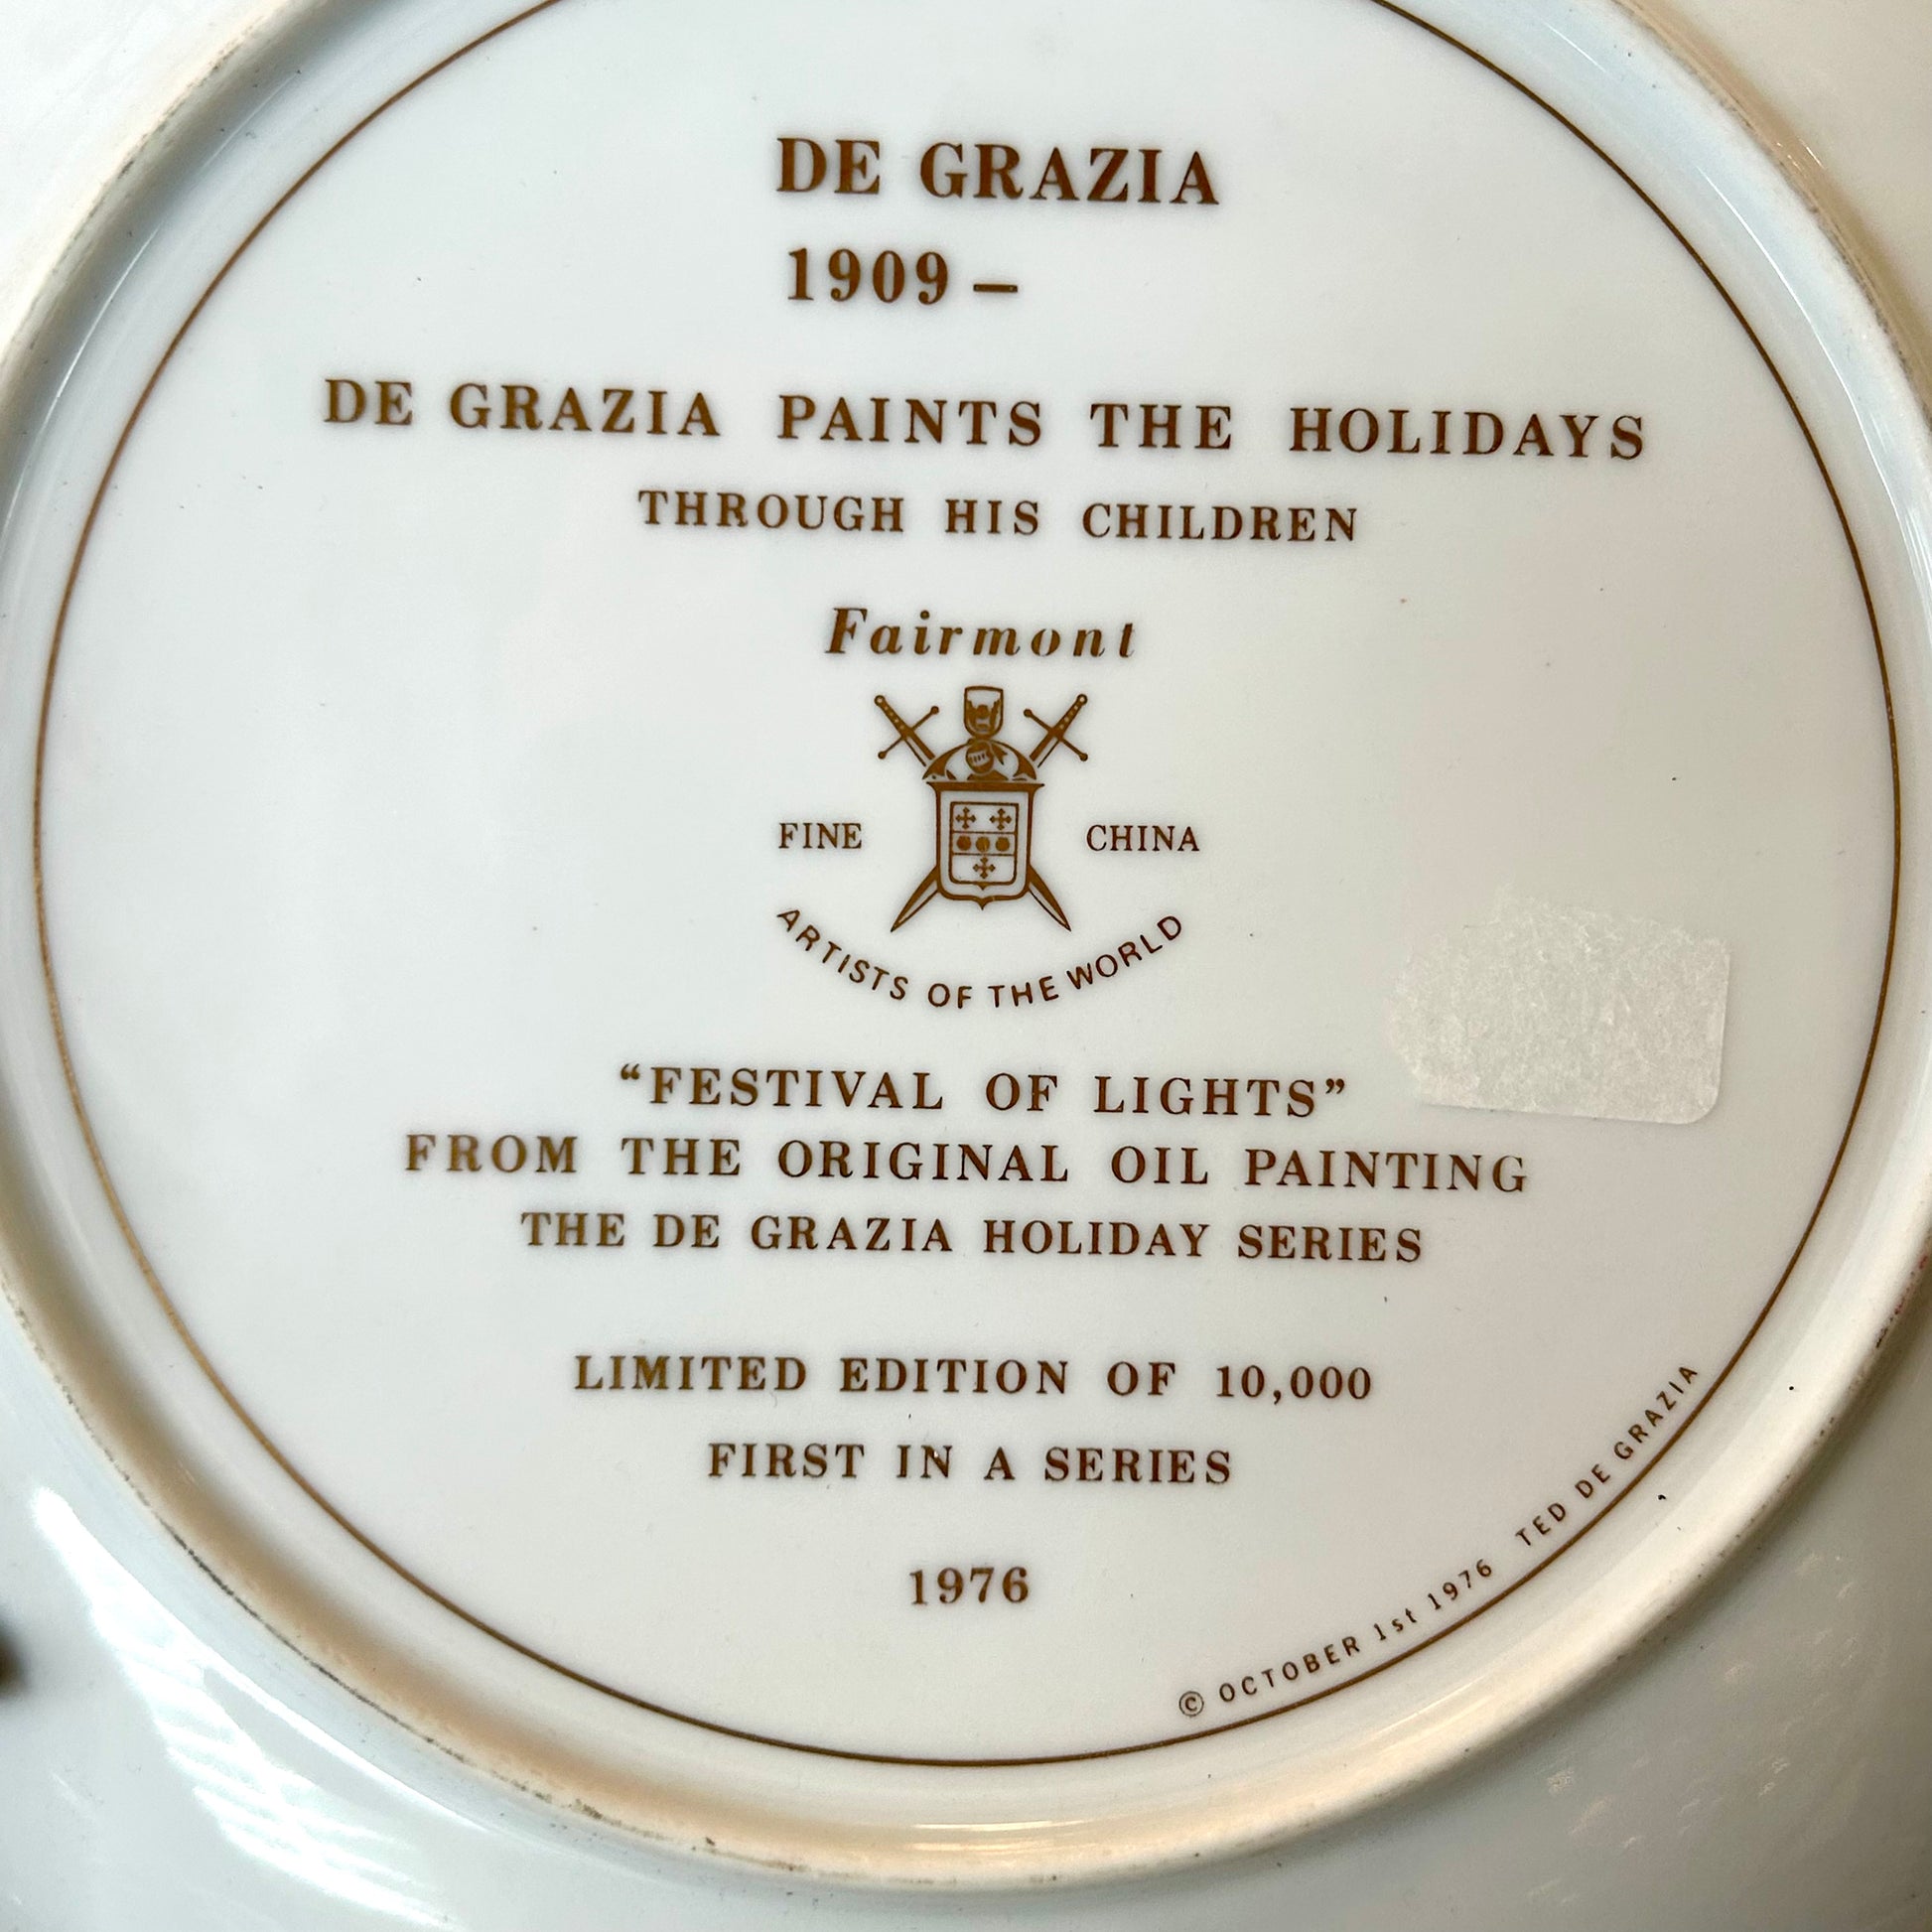 DE GRAZIA
1909 –
DE GRAZIA PAINTS THE HOLIDAYS
THROUGH HIS CHILDREN
Fairmont
FINE CHINA
ARTISTS OF THE WORLD
“FESTIVAL OF LIGHTS”
FROM THE ORIGINAL OIL PAINTING
THE DE GRAZIA HOLIDAY SERIES
LIMITED EDITION OF 10,000
FIRST IN A SERIES
1976
© OCTOBER 1st 1976 TED DE GRAZIA